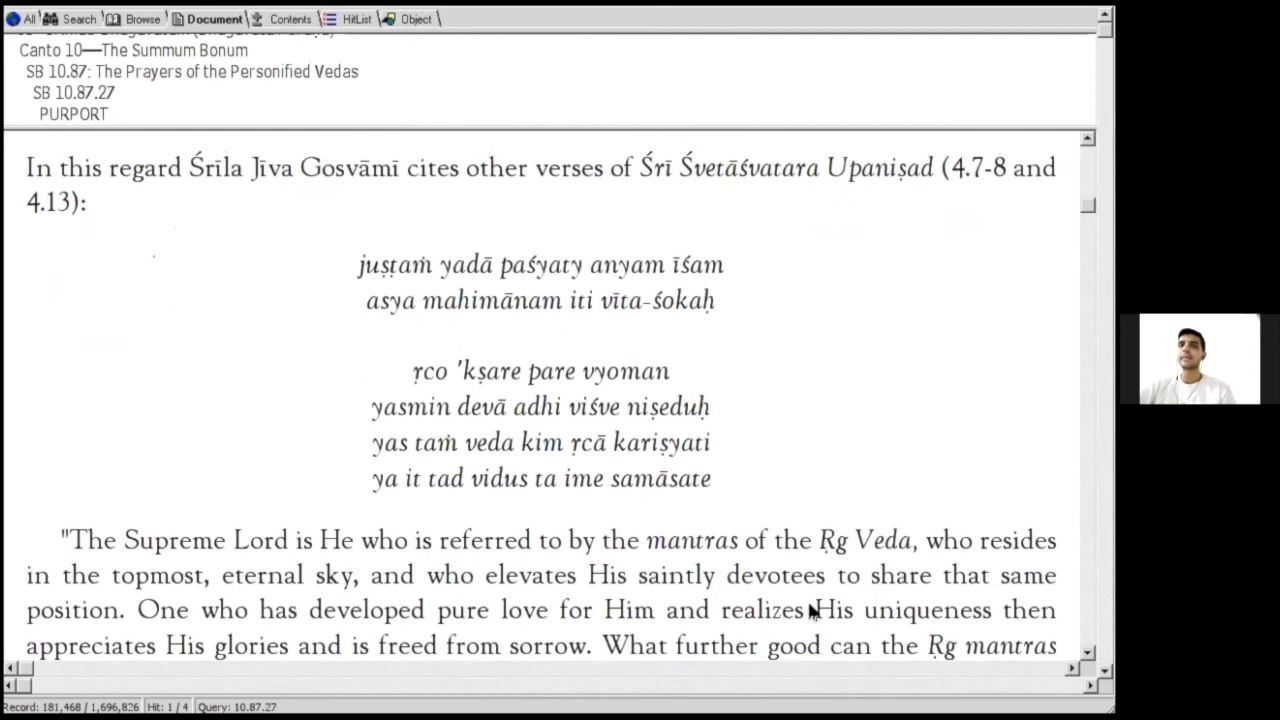 All Search Browse Document Contents HitList Object
Canto 10—The Summum Bonum
SB 10.87: The Prayers of the Personified Vedas
SB 10.87.27
PURPORT
In this regard Śrīla Jīva Gosvāmī cites other verses of Śrī Śvetāśvatara Upaniṣad (4.7-8 and
4.13):
juṣṭaṁ yadā paśyaty anyam īśam
asya mahimānam iti vīta-śokaḥ
ṛco 'kṣare pare vyoman
yasmin devā adhi viśve niṣeduḥ
yas taṁ veda kim ṛcā kariṣyati
ya it tad vidus ta ime samāsate
"The Supreme Lord is He who is referred to by the mantras of the Ṛg Veda, who resides
in the topmost, eternal sky, and who elevates His saintly devotees to share that same
position. One who has developed pure love for Him and realizes His uniqueness then
appreciates His glories and is freed from sorrow. What further good can the Ṛg mantras
Record: 181,468 / 1,696,826 Hit: 1 / 4 Query: 10.87.27